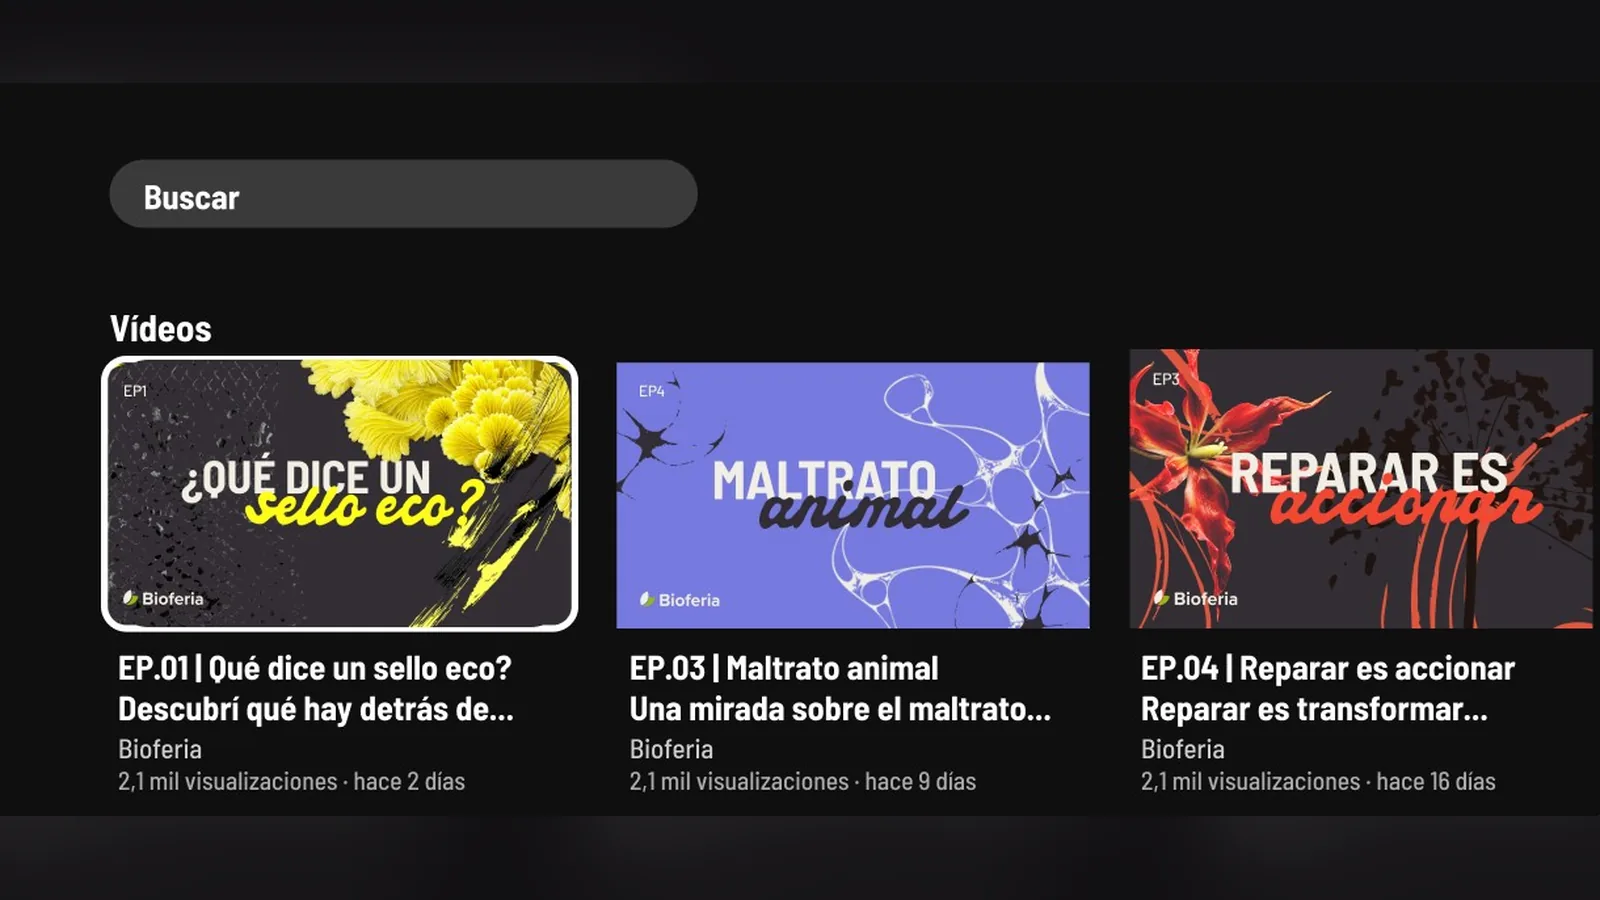 Buscar
Vídeos
EP1
¿QUÉ DICE UN
sello eco?
Bioferia
EP.01 | Qué dice un sello eco?
Descubrí qué hay detrás de...
Bioferia
2,1 mil visualizaciones · hace 2 días
EP4
MALTRATO
animal
Bioferia
EP.03 | Maltrato animal
Una mirada sobre el maltrato...
Bioferia
2,1 mil visualizaciones · hace 9 días
EP3
REPARAR ES
accionar
Bioferia
EP.04 | Reparar es accionar
Reparar es transformar...
Bioferia
2,1 mil visualizaciones · hace 16 días